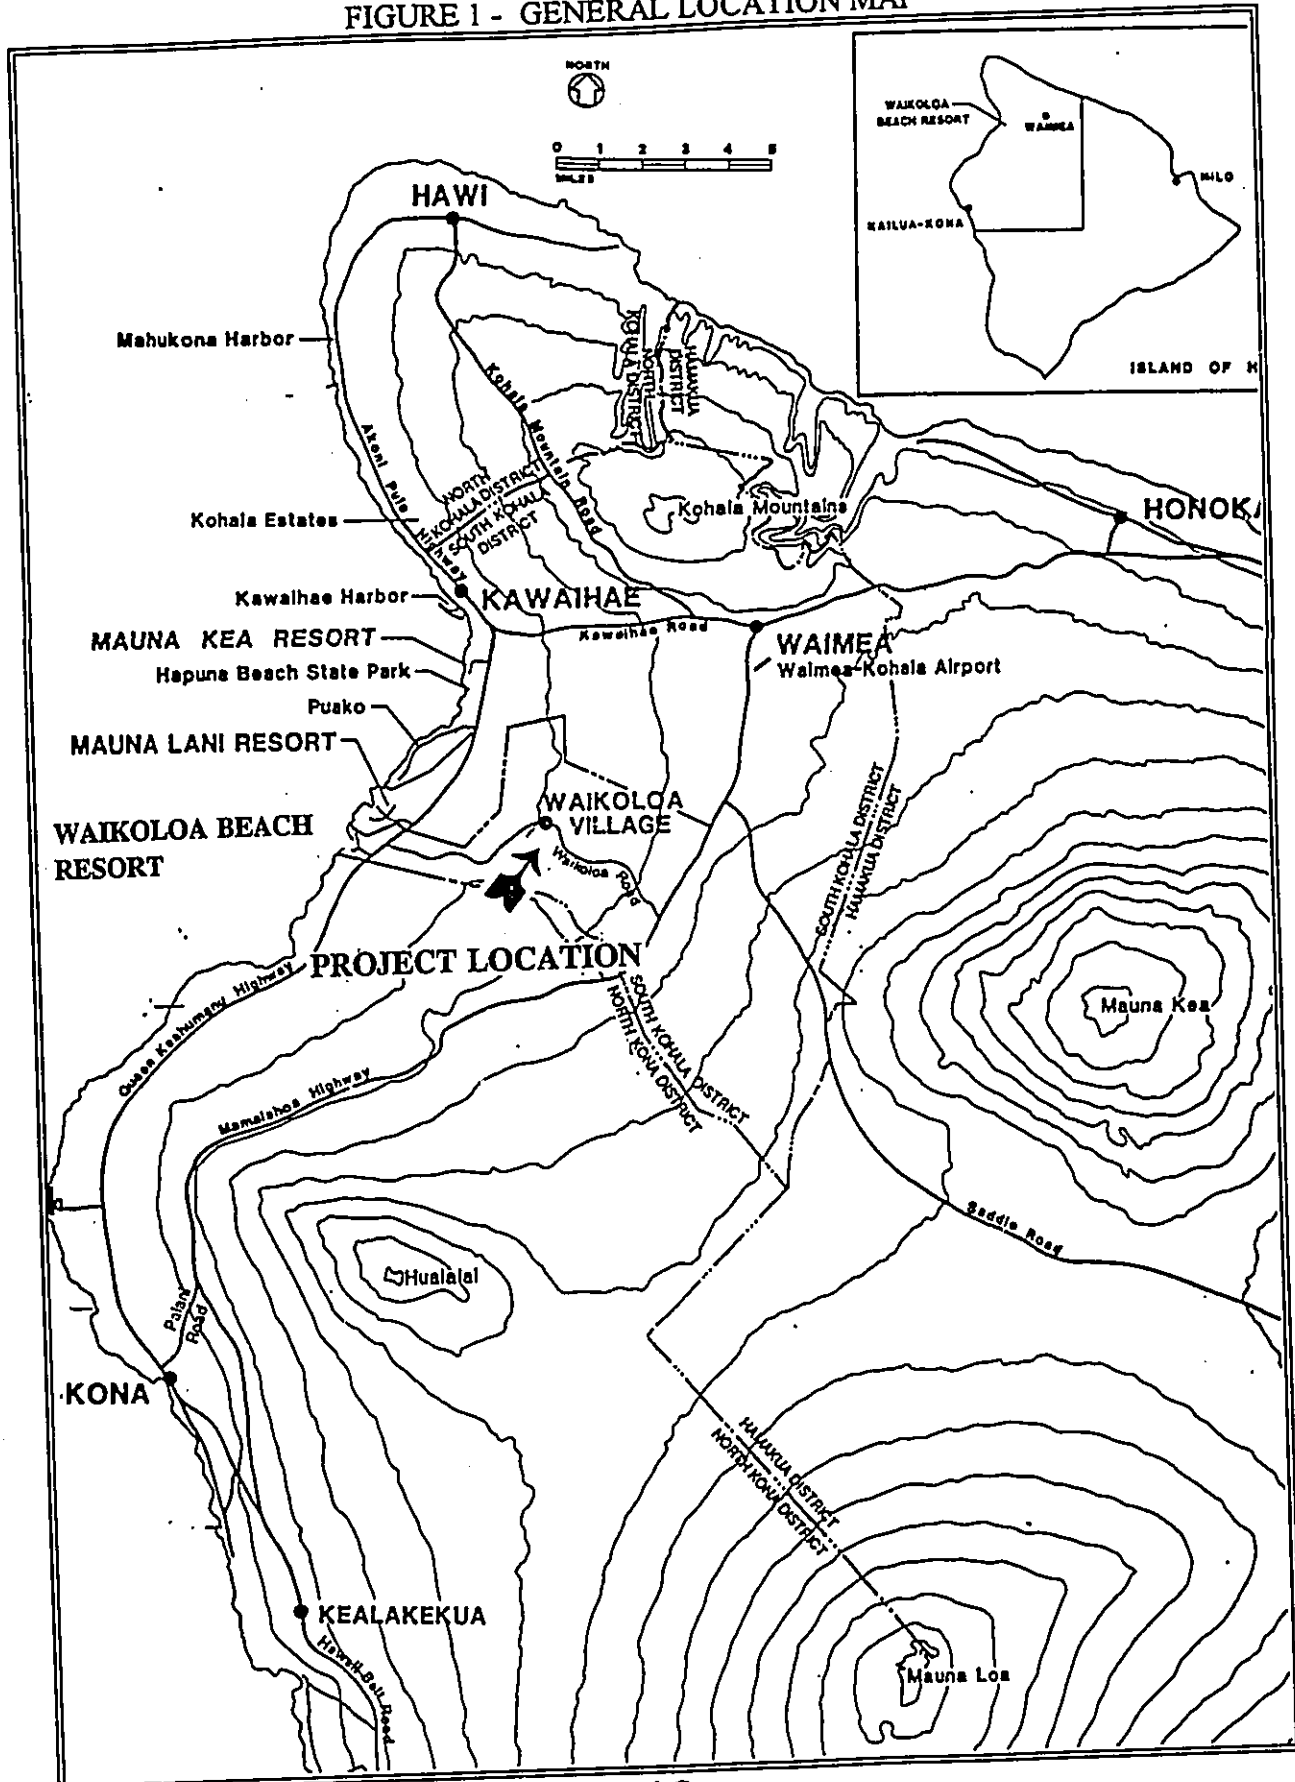 FIGURE 1 - GENERAL LOCATION MAP
NORTH
0 1 2 3 4 5
MILES
WAIKOLOA
BEACH RESORT
WAIMEA
HILO
KAILUA-KONA
ISLAND OF H
HAWI
Mahukona Harbor
KOHALA DISTRICT
NORTH
HAMAKUA
DISTRICT
Kohala Mountain Road
Akoni Pule Highway
NORTH
KOHALA DISTRICT
SOUTH KOHALA
DISTRICT
Kohala Estates
Kohala Mountains
HONOKA
Kawaihae Harbor
KAWAIHAE
Kawaihae Road
WAIMEA
Waimea-Kohala Airport
MAUNA KEA RESORT
Hapuna Beach State Park
Puako
MAUNA LANI RESORT
WAIKOLOA
VILLAGE
WAIKOLOA BEACH
RESORT
Waikoloa Road
SOUTH KOHALA DISTRICT
HAMAKUA DISTRICT
PROJECT LOCATION
Queen Kaahumanu Highway
SOUTH KOHALA DISTRICT
NORTH KONA DISTRICT
Mauna Kea
Mamalahoa Highway
Saddle Road
Hualalai
Palani
Road
KONA
HAMAKUA DISTRICT
NORTH KONA DISTRICT
KEALAKEKUA
Hawaii Belt Road
Mauna Loa